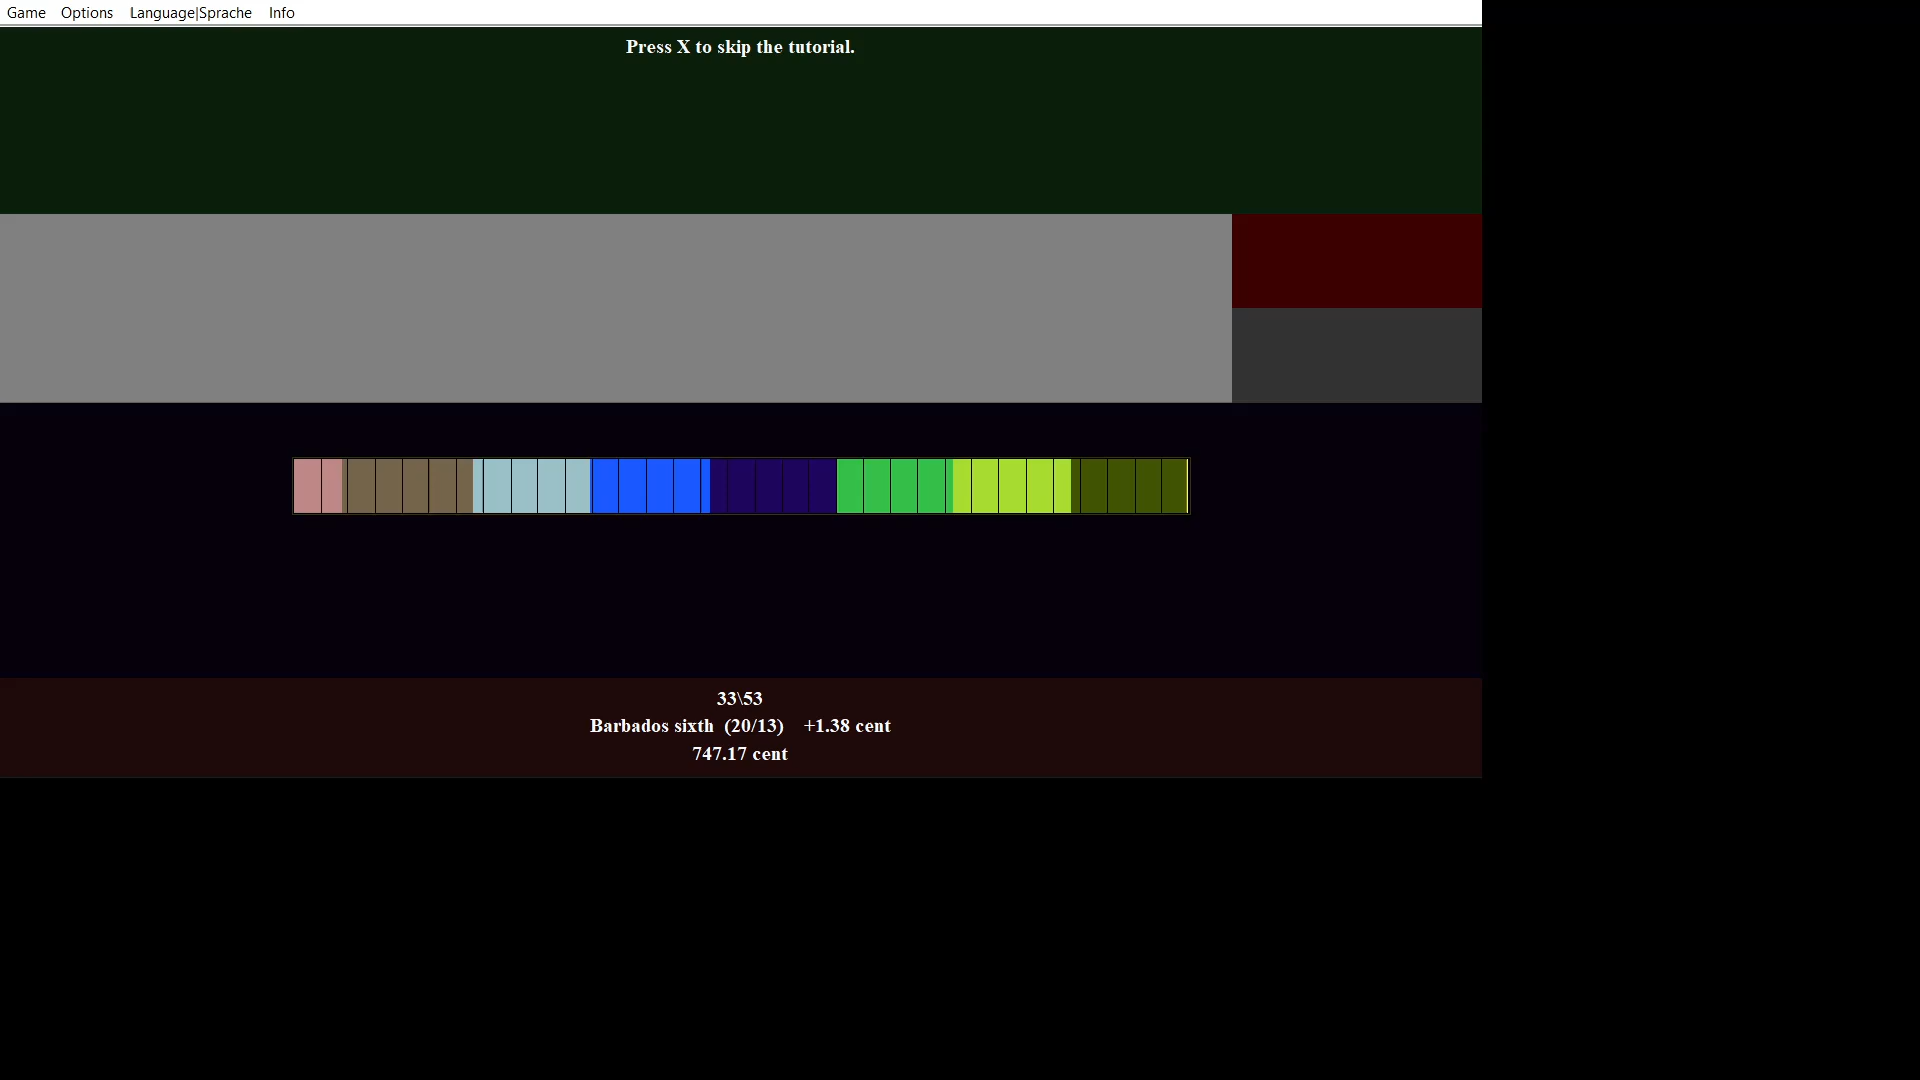 Game Options Language|Sprache Info
Press X to skip the tutorial.
33\53
Barbados sixth (20/13) +1.38 cent
747.17 cent